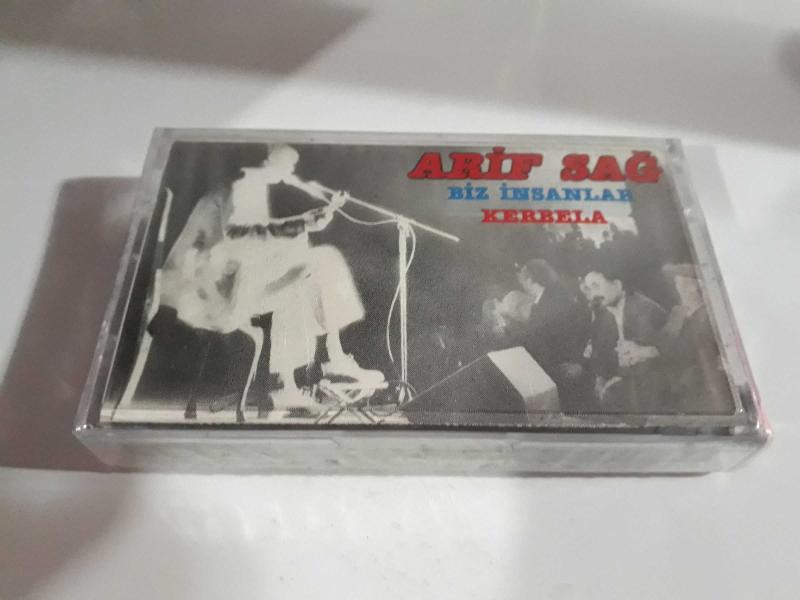 ARİF SAĞ
BİZ İNSANLAR
KERBELA